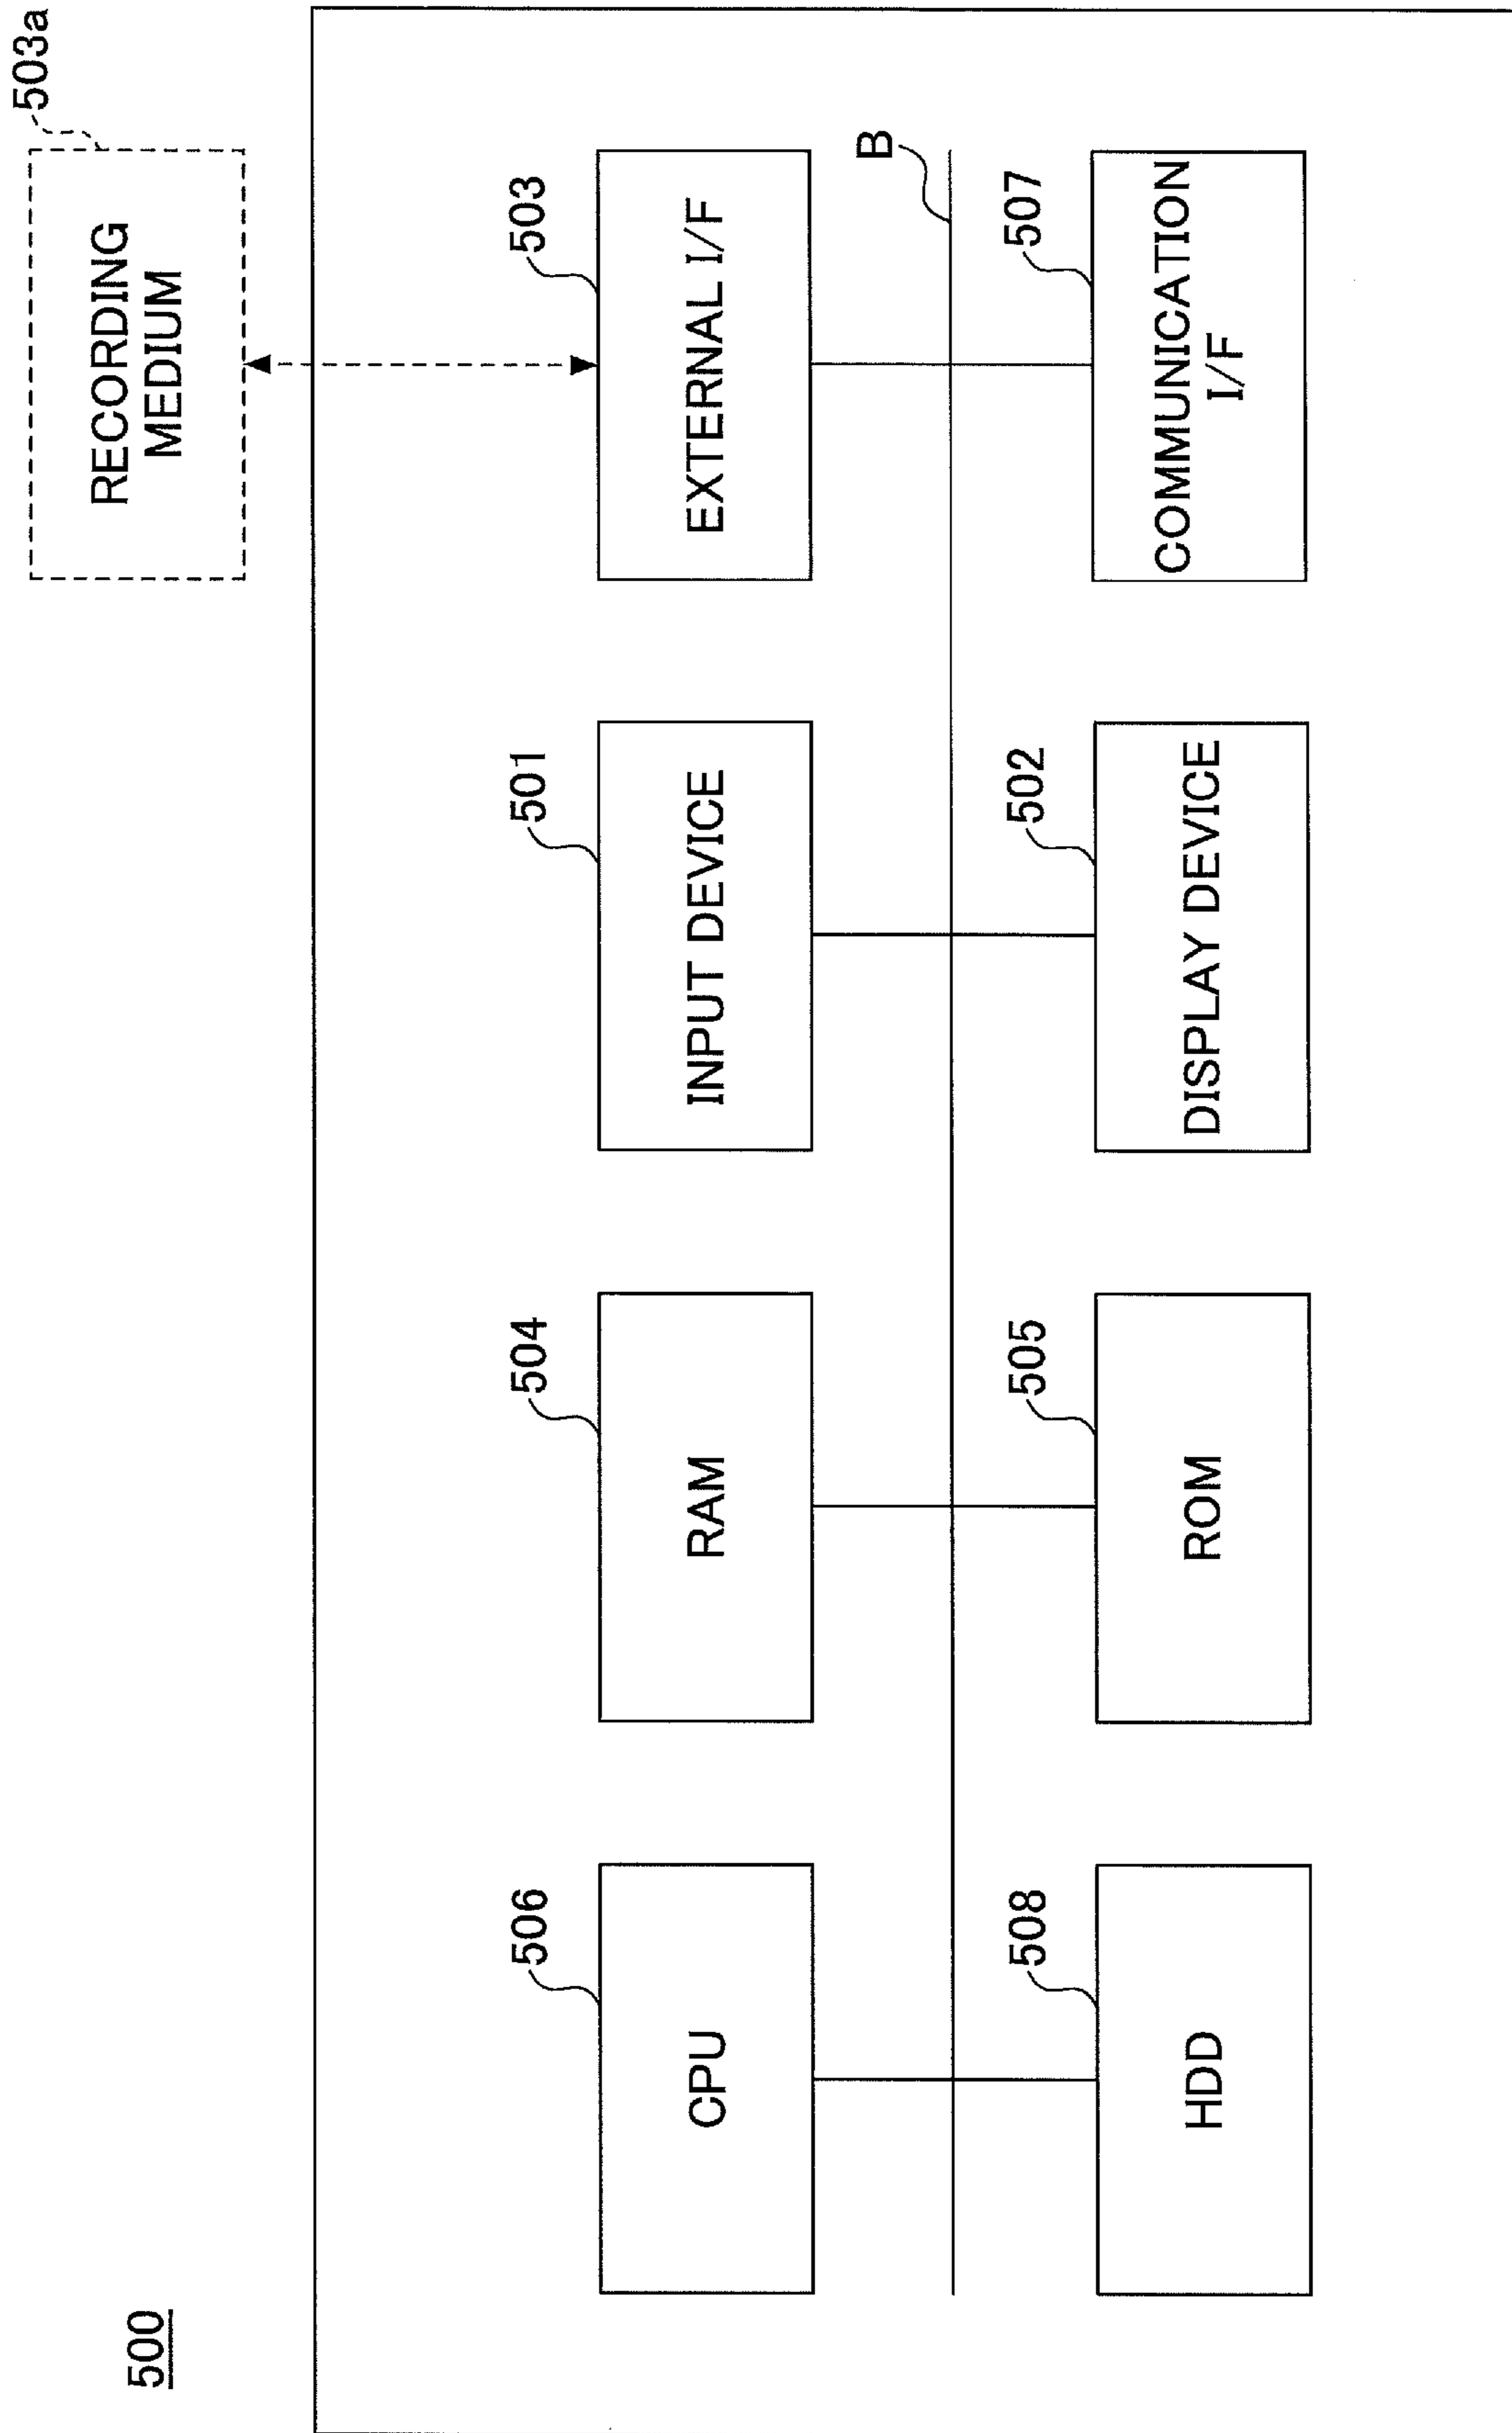 500
503a
RECORDING
MEDIUM
506
504
501
503
CPU
RAM
INPUT DEVICE
EXTERNAL I/F
B
508
505
502
507
HDD
ROM
DISPLAY DEVICE
COMMUNICATION
I/F